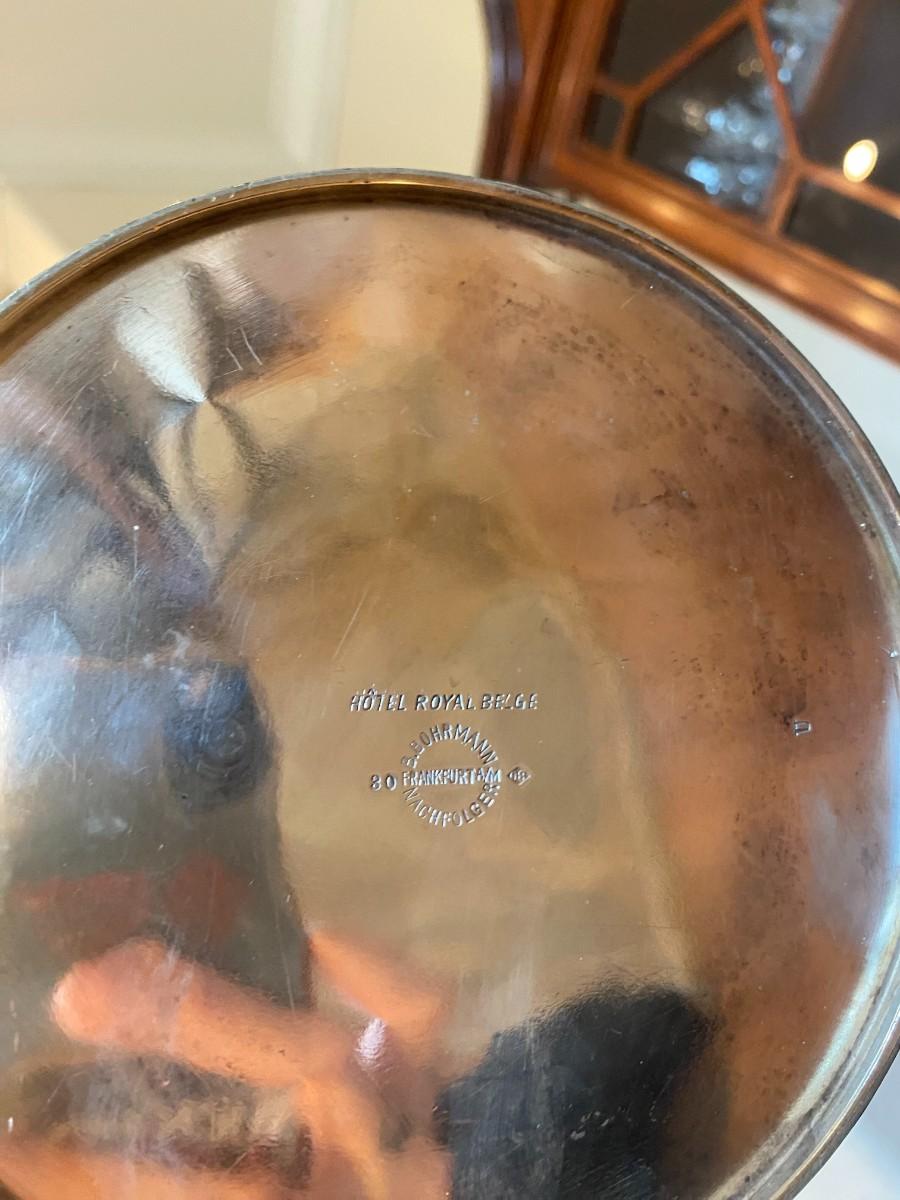 HÔTEL ROYAL BELGE
B. BOHRMANN
80 FRANKFURT A/M
NACHFOLGER